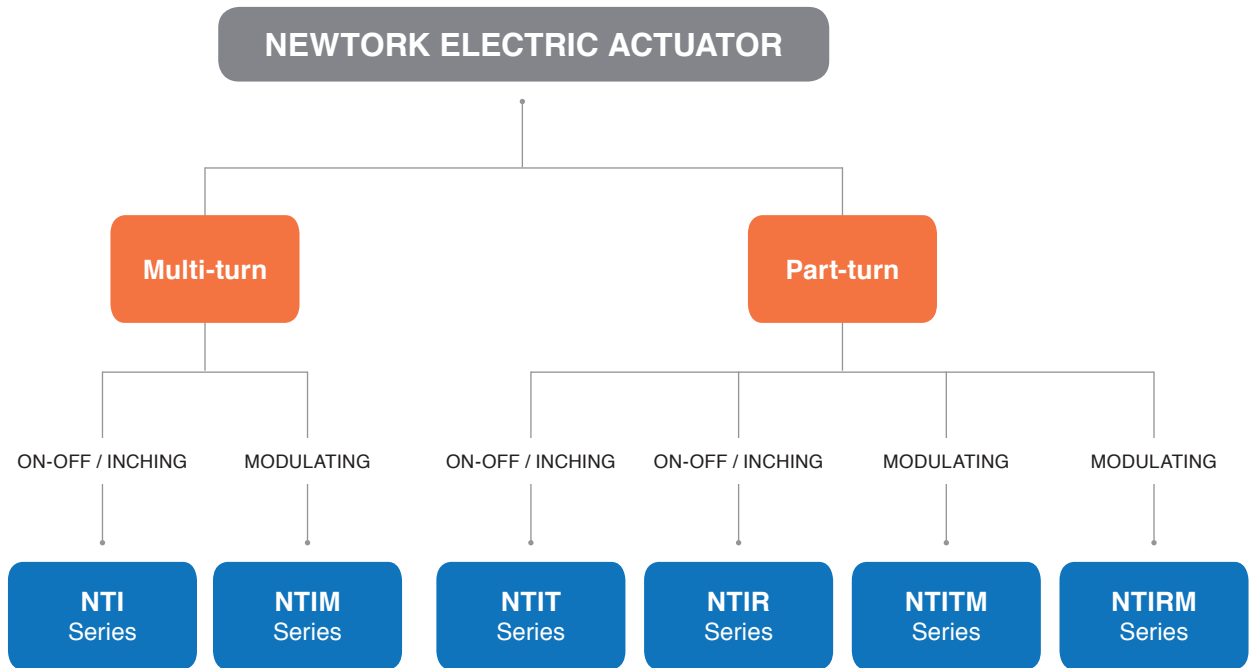 NEWTORK ELECTRIC ACTUATOR
Multi-turn
Part-turn
ON-OFF / INCHING
MODULATING
ON-OFF / INCHING
ON-OFF / INCHING
MODULATING
MODULATING
NTI
Series
NTIM
Series
NTIT
Series
NTIR
Series
NTITM
Series
NTIRM
Series